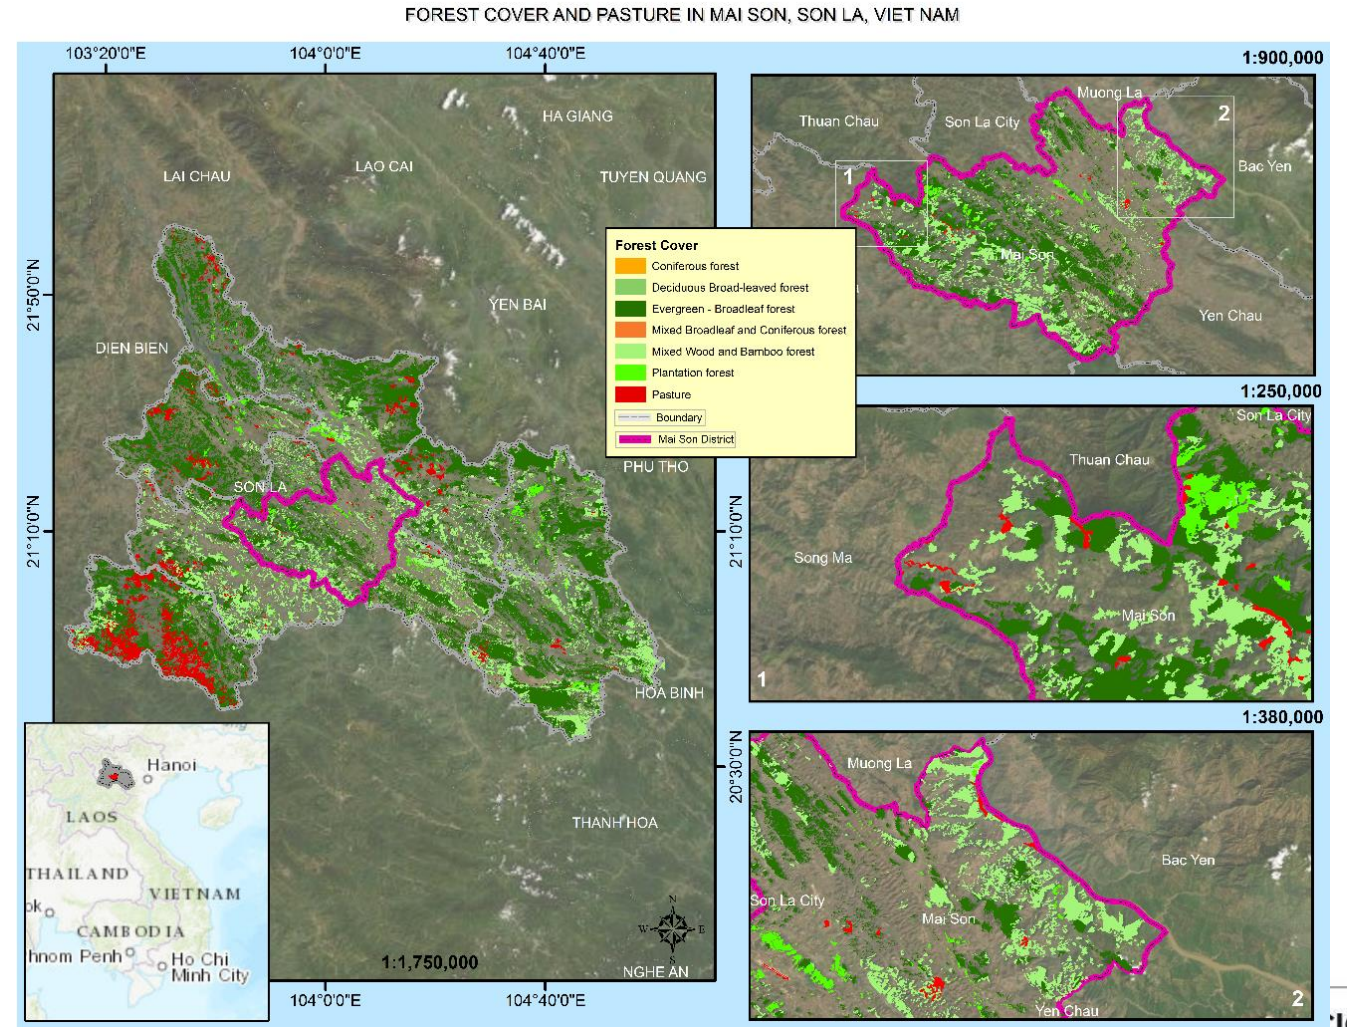 FOREST COVER AND PASTURE IN MAI SON, SON LA, VIET NAM
103°20'0"E
104°0'0"E
104°40'0"E
21°50'0"N
21°10'0"N
HA GIANG
LAO CAI
LAI CHAU
TUYEN QUANG
YEN BAI
DIEN BIEN
SON LA
PHU THO
HOA BINH
THANH HOA
NGHE AN
1:1,750,000
N
W
E
S
104°0'0"E
104°40'0"E
21°10'0"N
20°30'0"N
Forest Cover
Coniferous forest
Deciduous Broad-leaved forest
Evergreen - Broadleaf forest
Mixed Broadleaf and Coniferous forest
Mixed Wood and Bamboo forest
Plantation forest
Pasture
Boundary
Mai Son District
Hanoi
LAOS
THAILAND
VIETNAM
ok
CAMBODIA
hnom Penh
Ho Chi
Minh City
1:900,000
Muong La
Thuan Chau
Son La City
2
Bac Yen
1
Mai Son
Yen Chau
1:250,000
Son La City
Thuan Chau
Song Ma
Mai Son
1
1:380,000
Muong La
Bac Yen
Son La City
Mai Son
Yen Chau
2